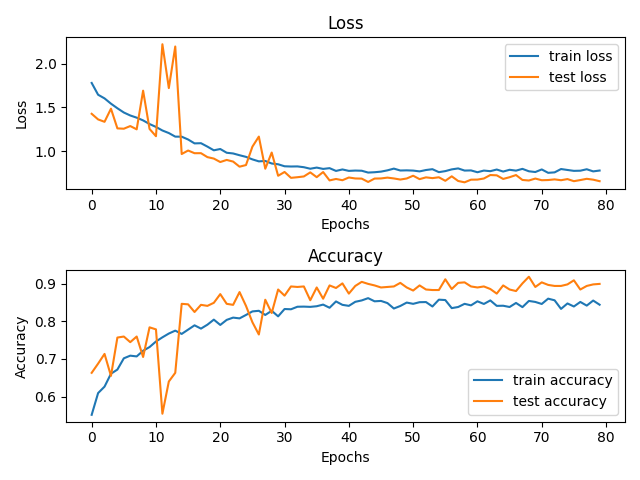 Loss
2.0
1.5
1.0
Loss
train loss
test loss
0 10 20 30 40 50 60 70 80
Epochs
Accuracy
0.9
0.8
0.7
0.6
Accuracy
train accuracy
test accuracy
0 10 20 30 40 50 60 70 80
Epochs